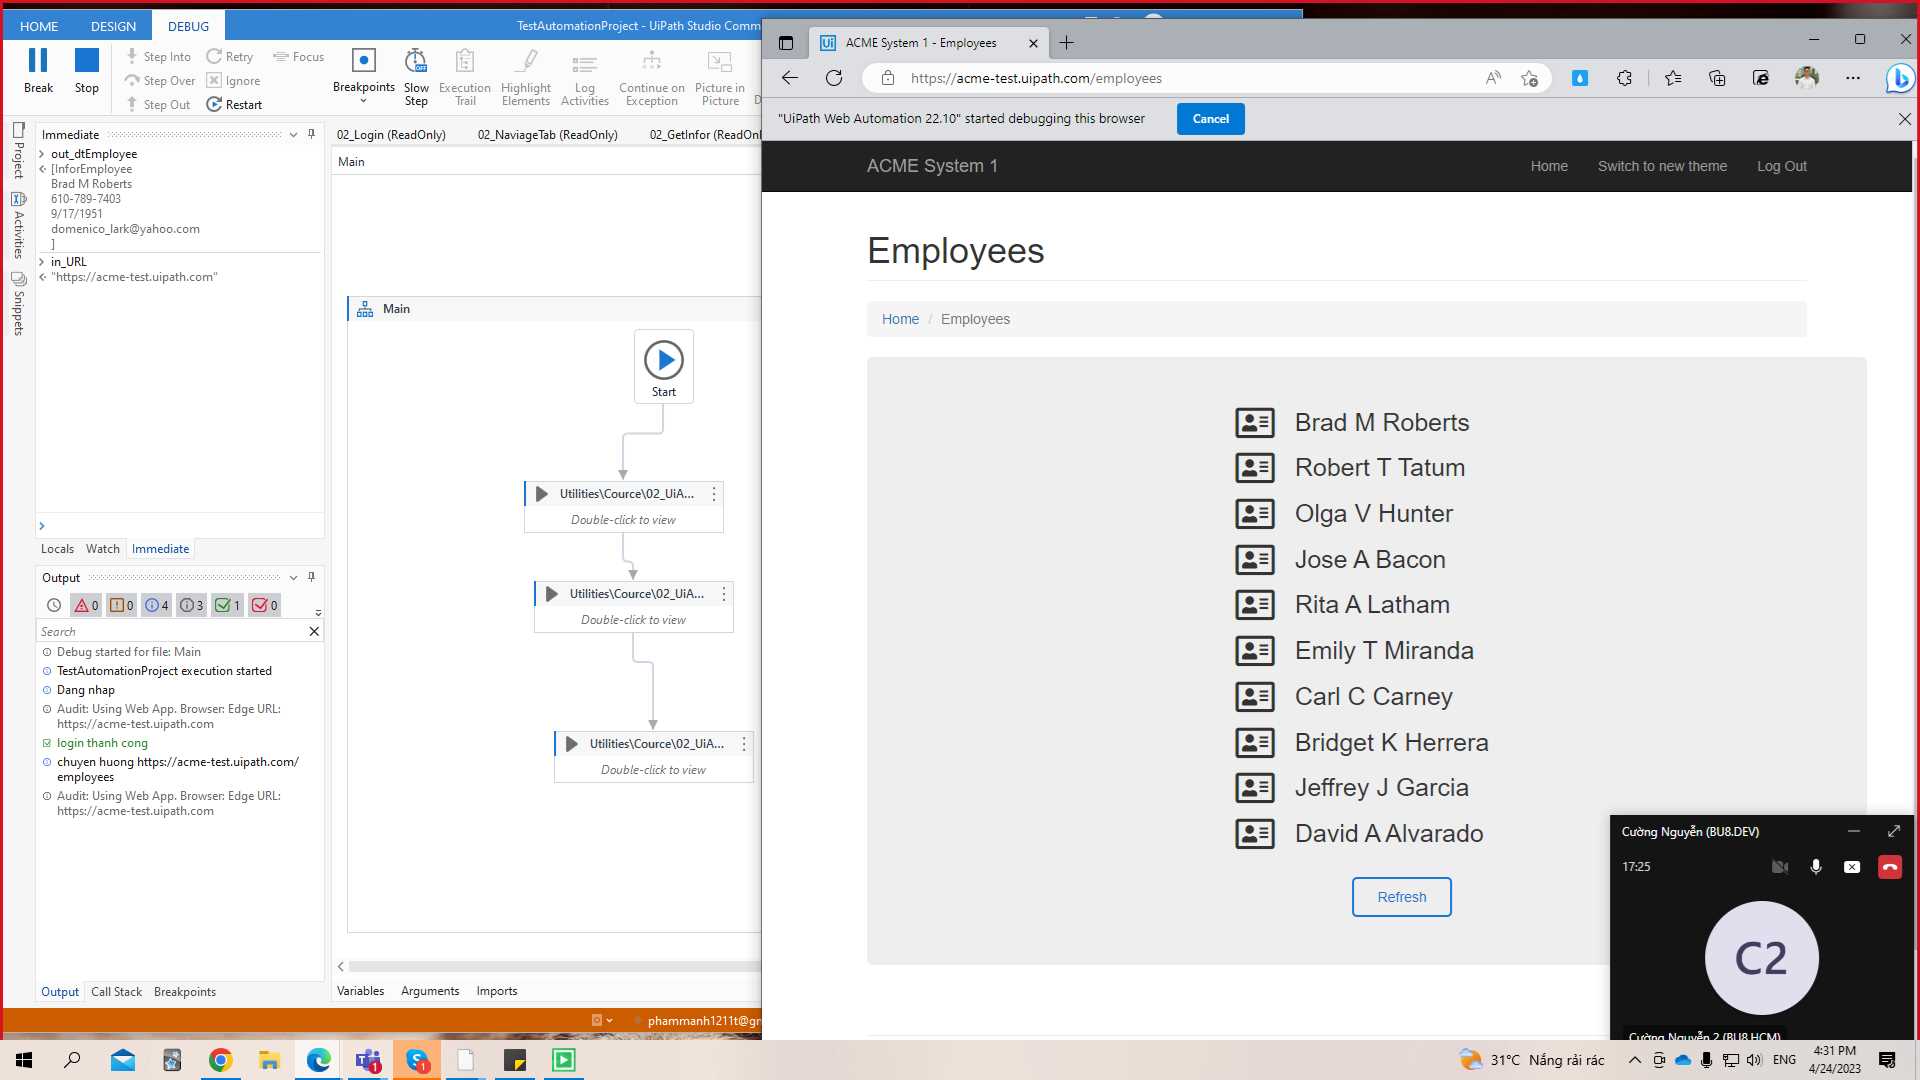 HOME DESIGN DEBUG
TestAutomationProject - UiPath Studio Comm
Break
Stop
Step Into
Step Over
Step Out
Retry
Ignore
Restart
Focus
Breakpoints
Slow Step
Execution Trail
Highlight Elements
Log Activities
Continue on Exception
Picture in Picture
Project
Activities
Snippets
Immediate
out_dtEmployee
[InforEmployee
Brad M Roberts
610-789-7403
9/17/1951
domenico_lark@yahoo.com
]
in_URL
"https://acme-test.uipath.com"
Locals Watch Immediate
Output
0 0 4 3 1 0
Search
Debug started for file: Main
TestAutomationProject execution started
Dang nhap
Audit: Using Web App. Browser: Edge URL:
https://acme-test.uipath.com
login thanh cong
chuyen huong https://acme-test.uipath.com/
employees
Audit: Using Web App. Browser: Edge URL:
https://acme-test.uipath.com
Output Call Stack Breakpoints
02_Login (ReadOnly) 02_NaviageTab (ReadOnly) 02_GetInfor (ReadOnl
Main
Main
Start
Utilities\Cource\02_UiA...
Double-click to view
Utilities\Cource\02_UiA...
Double-click to view
Utilities\Cource\02_UiA...
Double-click to view
Variables Arguments Imports
phammanh1211t@gn
ACME System 1 - Employees
https://acme-test.uipath.com/employees
"UiPath Web Automation 22.10" started debugging this browser
Cancel
ACME System 1
Home Switch to new theme Log Out
Employees
Home / Employees
Brad M Roberts
Robert T Tatum
Olga V Hunter
Jose A Bacon
Rita A Latham
Emily T Miranda
Carl C Carney
Bridget K Herrera
Jeffrey J Garcia
David A Alvarado
Refresh
Cường Nguyễn (BU8.DEV)
17:25
C2
Cường Nguyễn 2 (BU8.HCM)
31°C Nắng rải rác
ENG
4:31 PM
4/24/2023